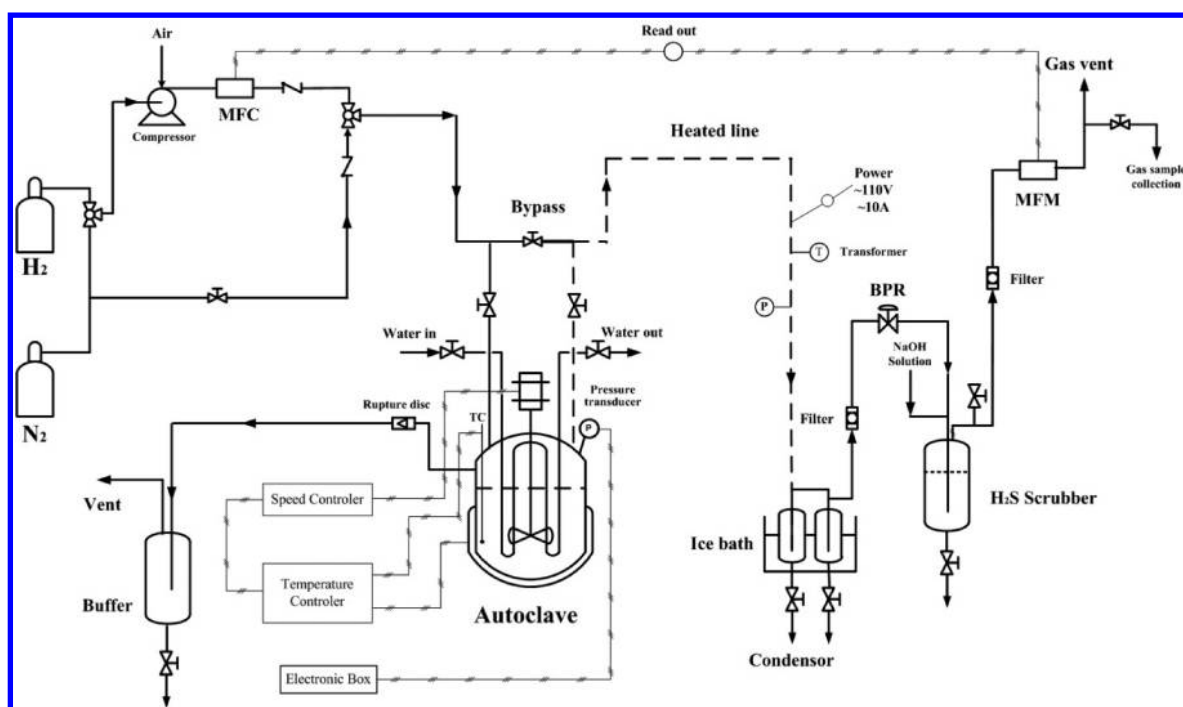 Read out
Air
MFC
Compressor
Gas vent
Heated line
Gas sample
collection
MFM
Power
~110V
~10A
H2
Bypass
T
Transformer
Filter
P
BPR
Water in
Water out
NaOH
Solution
N2
Rupture disc
TC
Pressure
transducer
P
Filter
Speed Controler
Vent
H2S Scrubber
Ice bath
Temperature
Controler
Buffer
Autoclave
Condensor
Electronic Box